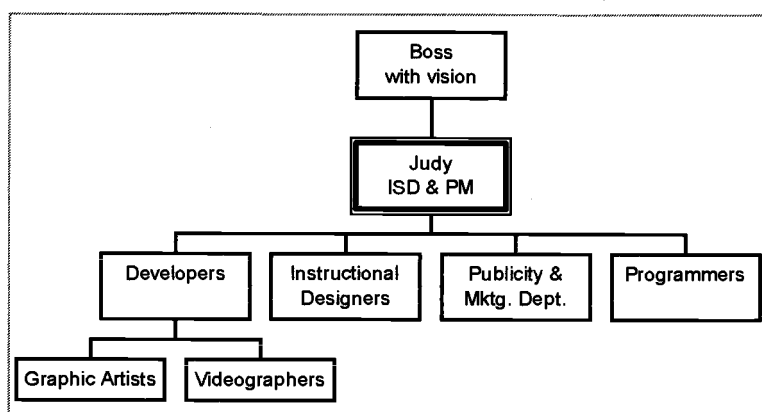 Boss
with vision
Judy
ISD & PM
Developers
Instructional
Designers
Publicity &
Mktg. Dept.
Programmers
Graphic Artists
Videographers